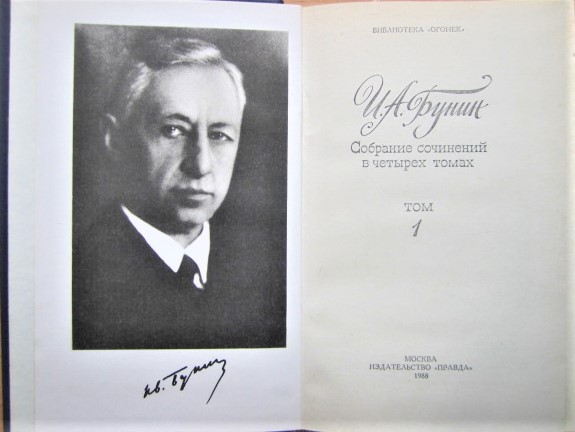 Ив. Бунин
БИБЛИОТЕКА «ОГОНЕК»
И.А.Бунин
Собрание сочинений
в четырех томах
ТОМ
1
МОСКВА
ИЗДАТЕЛЬСТВО «ПРАВДА»
1988